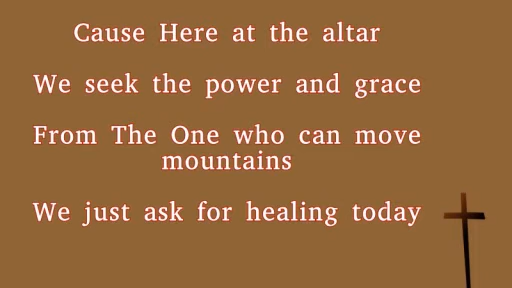 Cause Here at the altar
We seek the power and grace
From The One who can move
mountains
We just ask for healing today